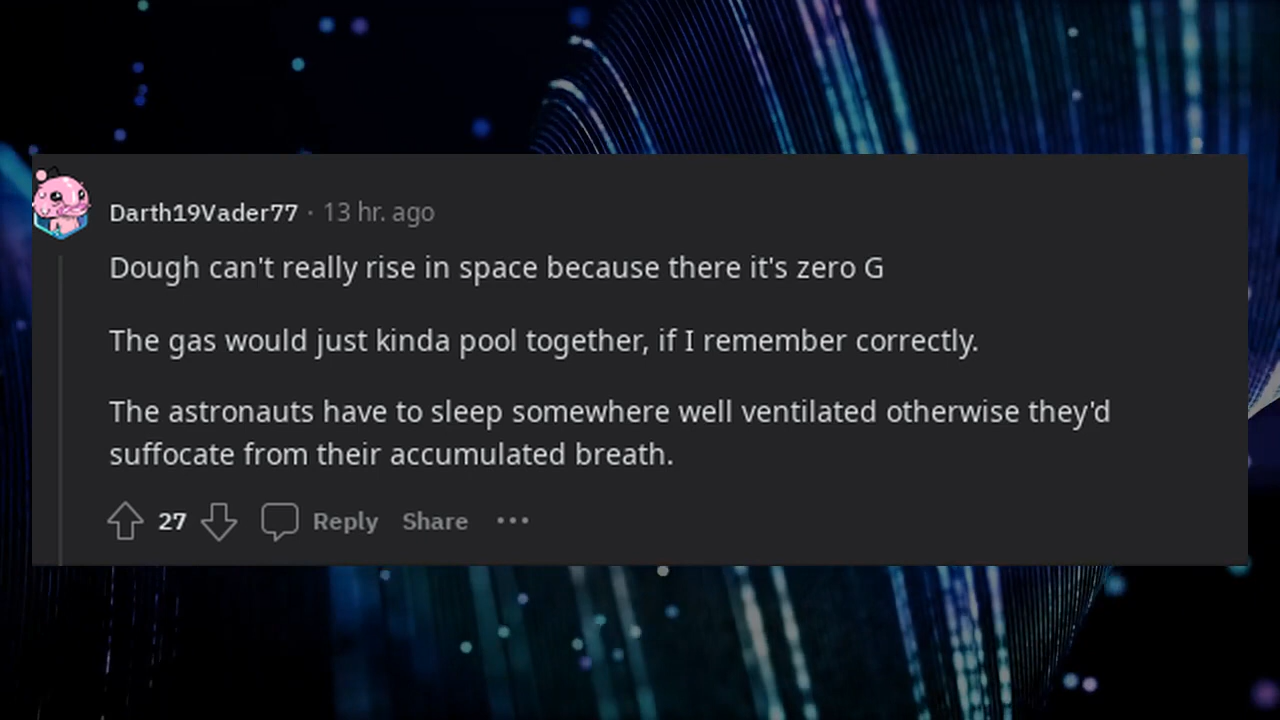 Darth19Vader77 · 13 hr. ago
Dough can't really rise in space because there it's zero G
The gas would just kinda pool together, if I remember correctly.
The astronauts have to sleep somewhere well ventilated otherwise they'd
suffocate from their accumulated breath.
27 Reply Share •••